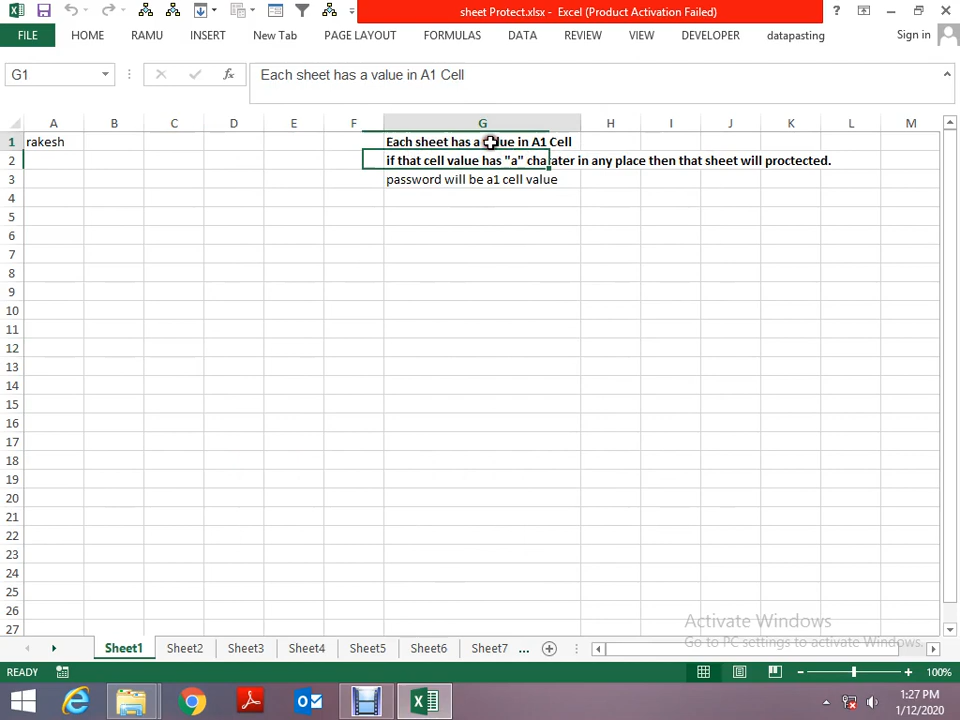 sheet Protect.xlsx - Excel (Product Activation Failed)
FILE HOME RAMU INSERT New Tab PAGE LAYOUT FORMULAS DATA REVIEW VIEW DEVELOPER datapasting Sign in
G1 fx Each sheet has a value in A1 Cell
A B C D E F G H I J K L M
1 rakesh Each sheet has a value in A1 Cell
2 if that cell value has "a" charater in any place then that sheet will proctected.
3 password will be a1 cell value
4
5
6
7
8
9
10
11
12
13
14
15
16
17
18
19
20
21
22
23
24
25
26
27
Activate Windows
Go to PC settings to activate Windows.
Sheet1 Sheet2 Sheet3 Sheet4 Sheet5 Sheet6 Sheet7 ...
READY 100%
1:27 PM
1/12/2020